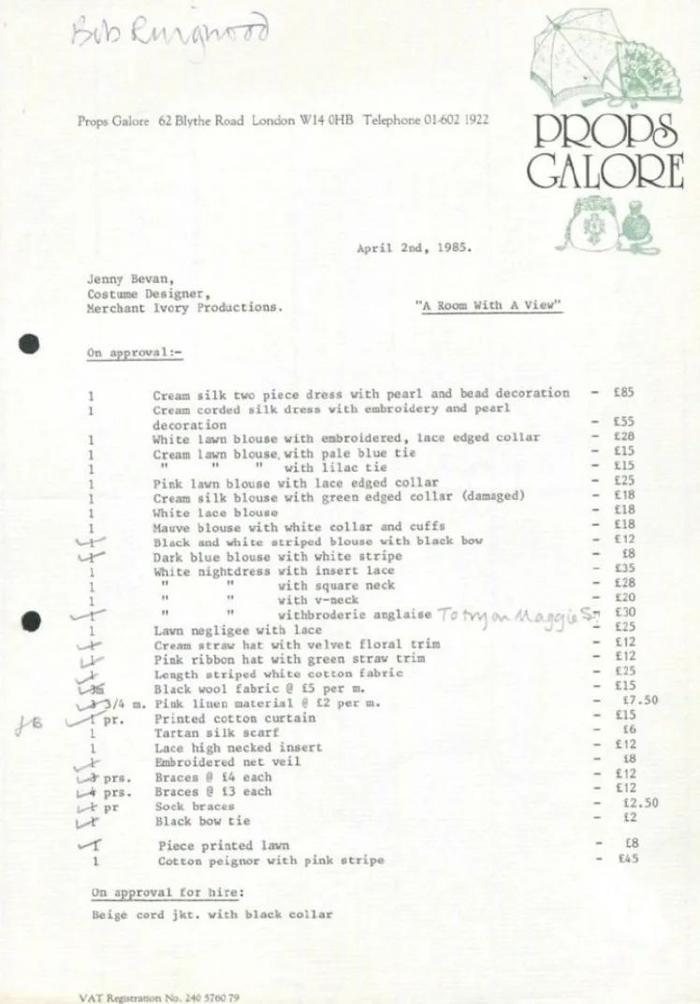 Bob Ringwood
Props Galore 62 Blythe Road London W14 0HB Telephone 01-602 1922
PROPS
GALORE
April 2nd, 1985.
Jenny Bevan,
Costume Designer,
Merchant Ivory Productions.
"A Room With A View"
On approval:-
1 Cream silk two piece dress with pearl and bead decoration - £85
1 Cream corded silk dress with embroidery and pearl
decoration - £55
1 White lawn blouse with embroidered, lace edged collar - £28
1 Cream lawn blouse, with pale blue tie - £15
1 " " " with lilac tie - £15
1 Pink lawn blouse with lace edged collar - £25
1 Cream silk blouse with green edged collar (damaged) - £18
1 White lace blouse - £18
1 Mauve blouse with white collar and cuffs - £18
1 Black and white striped blouse with black bow - £12
1 Dark blue blouse with white stripe - £8
1 White nightdress with insert lace - £35
1 " " with square neck - £28
1 " " with v-neck - £20
1 " " withbroderie anglaise To try on Maggie S - £30
1 Lawn negligee with lace - £25
1 Cream straw hat with velvet floral trim - £12
1 Pink ribbon hat with green straw trim - £12
1 Length striped white cotton fabric - £25
Black wool fabric @ £5 per m. - £15
3/4 m. Pink linen material @ £2 per m. - £7.50
JB 1 pr. Printed cotton curtain - £15
1 Tartan silk scarf - £6
1 Lace high necked insert - £12
1 Embroidered net veil - £8
3 prs. Braces @ £4 each - £12
4 prs. Braces @ £3 each - £12
1 pr Sock braces - £2.50
1 Black bow tie - £2
1 Piece printed lawn - £8
1 Cotton peignor with pink stripe - £45
On approval for hire:
Beige cord jkt. with black collar
VAT Registration No. 240 5760 79